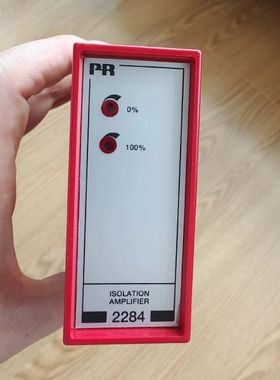 PR
0%
100%
ISOLATION
AMPLIFIER
2284